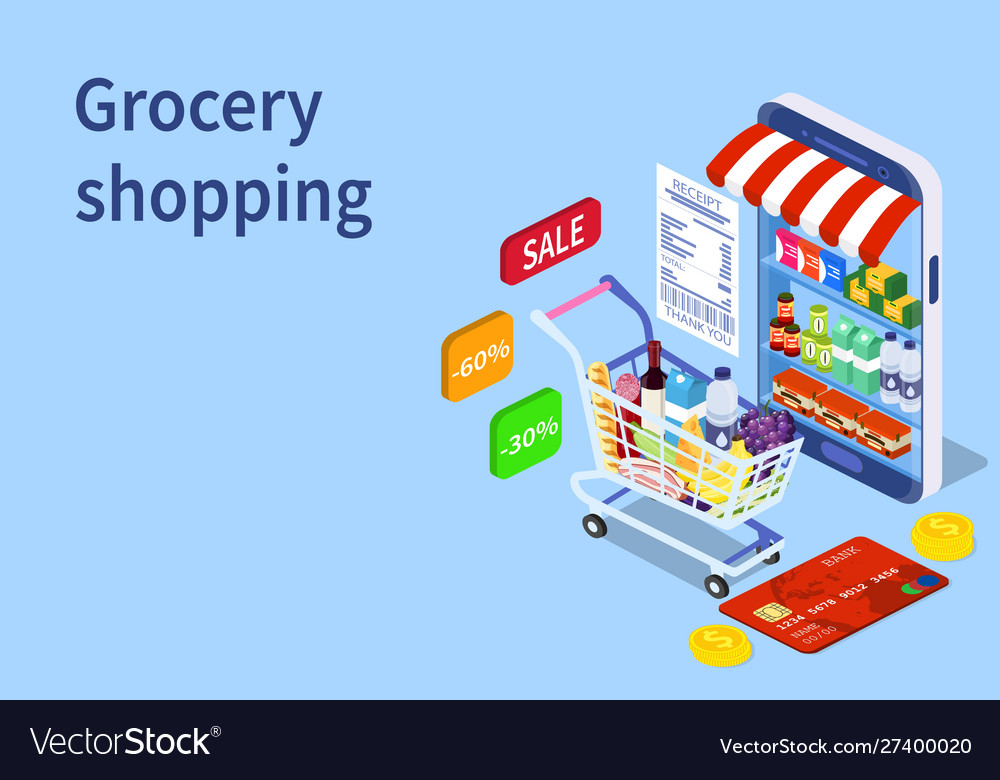 Grocery
shopping
SALE
-60%
-30%
RECEIPT
TOTAL:
THANK YOU
BANK
1234 5678 9012 3456
NAME
00/00
VectorStock®
VectorStock.com/27400020